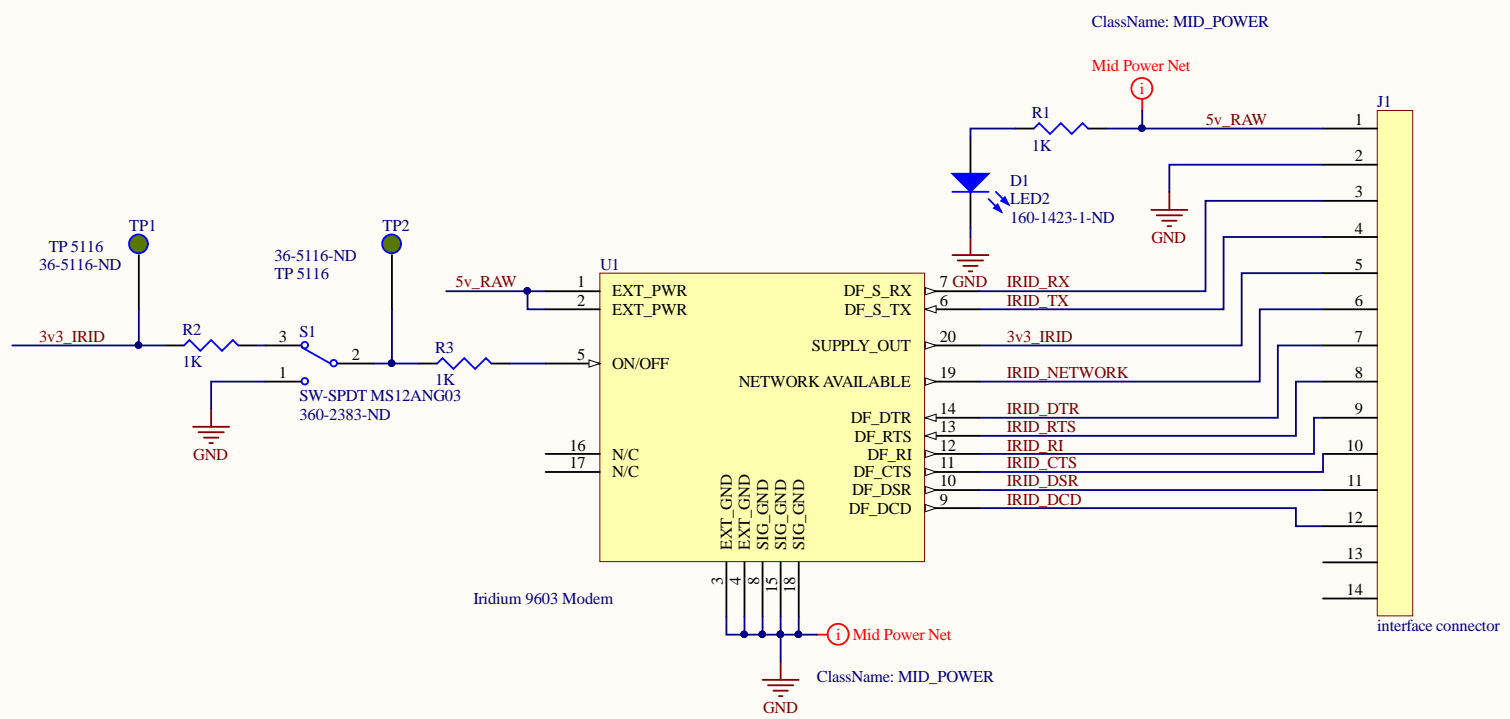 ClassName: MID_POWER
Mid Power Net
i
J1
R1
1K
5v_RAW
1
2
3
4
5
6
7
8
9
10
11
12
13
14
interface connector
D1
LED2
160-1423-1-ND
GND
GND
TP1
TP 5116
36-5116-ND
TP2
36-5116-ND
TP 5116
3v3_IRID
R2
1K
S1
3
2
1
SW-SPDT MS12ANG03
360-2383-ND
GND
R3
1K
5v_RAW
U1
1
EXT_PWR
2
EXT_PWR
5
ON/OFF
16
N/C
17
N/C
DF_S_RX
7
IRID_RX
DF_S_TX
6
IRID_TX
SUPPLY_OUT
20
3v3_IRID
NETWORK AVAILABLE
19
IRID_NETWORK
DF_DTR
14
IRID_DTR
DF_RTS
13
IRID_RTS
DF_RI
12
IRID_RI
DF_CTS
11
IRID_CTS
DF_DSR
10
IRID_DSR
DF_DCD
9
IRID_DCD
EXT_GND
EXT_GND
SIG_GND
SIG_GND
SIG_GND
3
4
8
15
18
Iridium 9603 Modem
i
Mid Power Net
ClassName: MID_POWER
GND